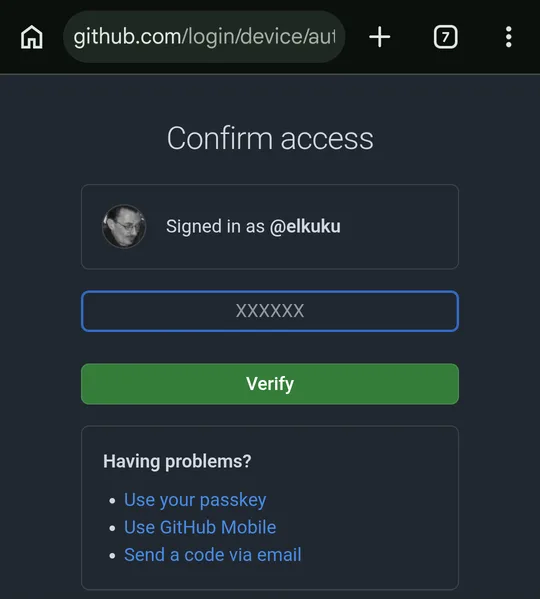 github.com/login/device/aut
7
Confirm access
Signed in as @elkuku
XXXXXX
Verify
Having problems?
• Use your passkey
• Use GitHub Mobile
• Send a code via email